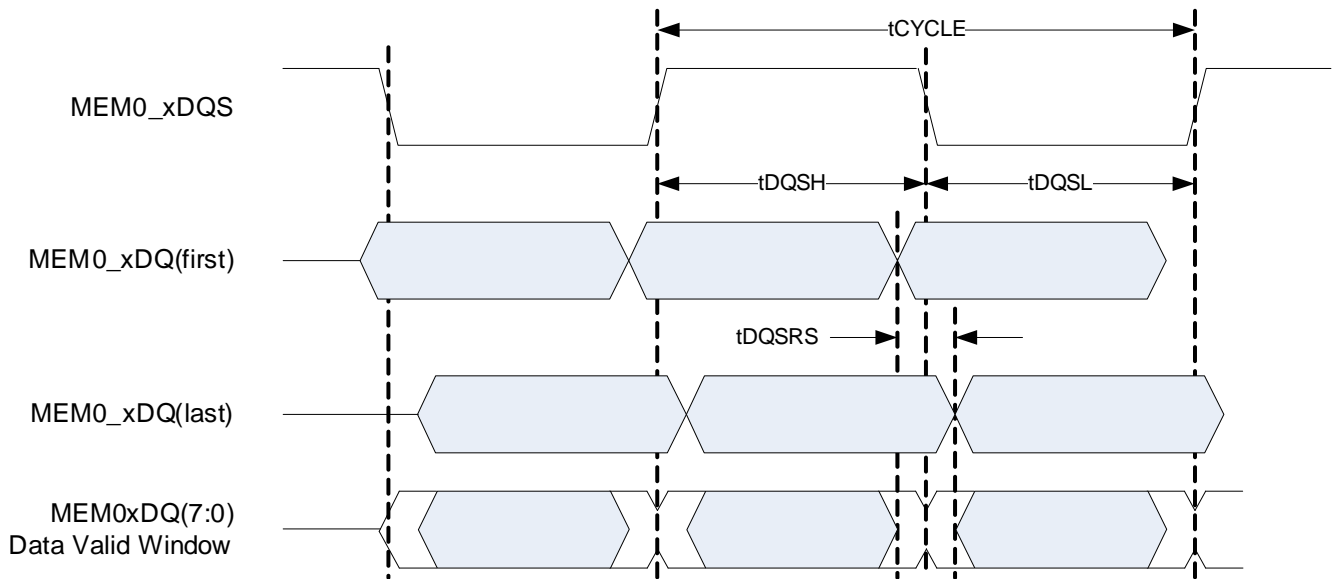 tCYCLE
MEM0_xDQS
tDQSH
tDQSL
MEM0_xDQ(first)
tDQSRS
MEM0_xDQ(last)
MEM0xDQ(7:0)
Data Valid Window